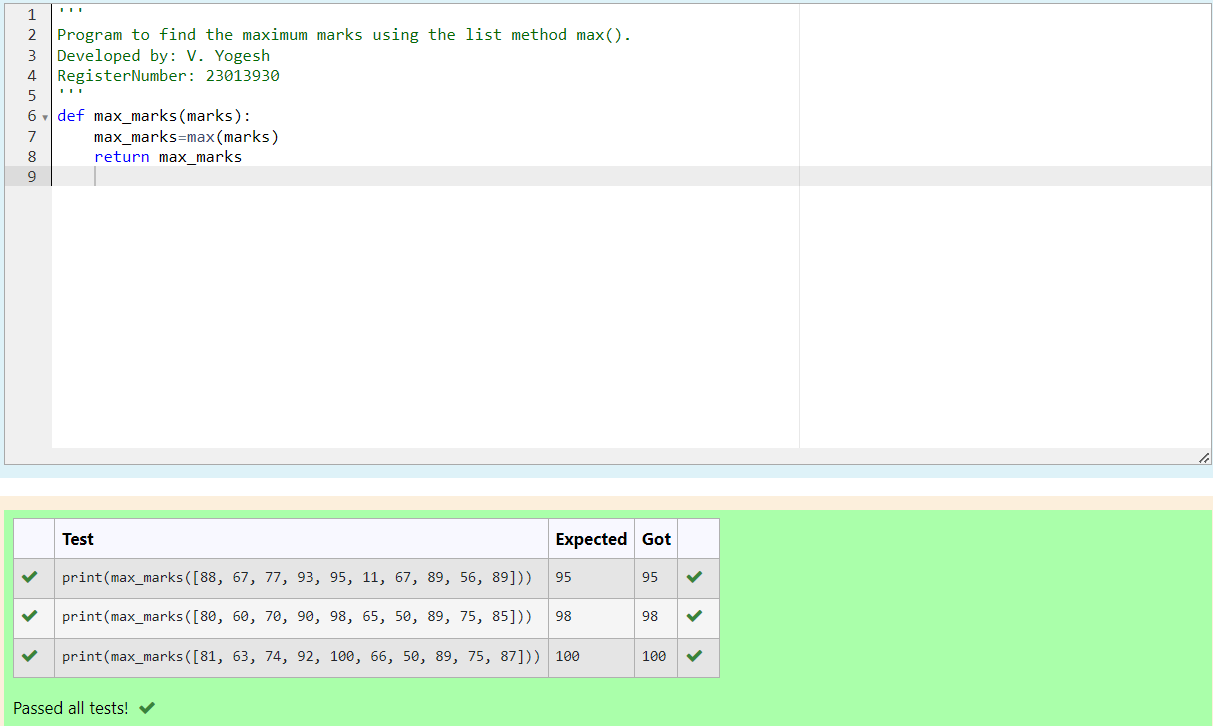 1 '''
2 Program to find the maximum marks using the list method max().
3 Developed by: V. Yogesh
4 RegisterNumber: 23013930
5 '''
6 def max_marks(marks):
7     max_marks=max(marks)
8     return max_marks
9
Test Expected Got
print(max_marks([88, 67, 77, 93, 95, 11, 67, 89, 56, 89])) 95 95
print(max_marks([80, 60, 70, 90, 98, 65, 50, 89, 75, 85])) 98 98
print(max_marks([81, 63, 74, 92, 100, 66, 50, 89, 75, 87])) 100 100
Passed all tests!